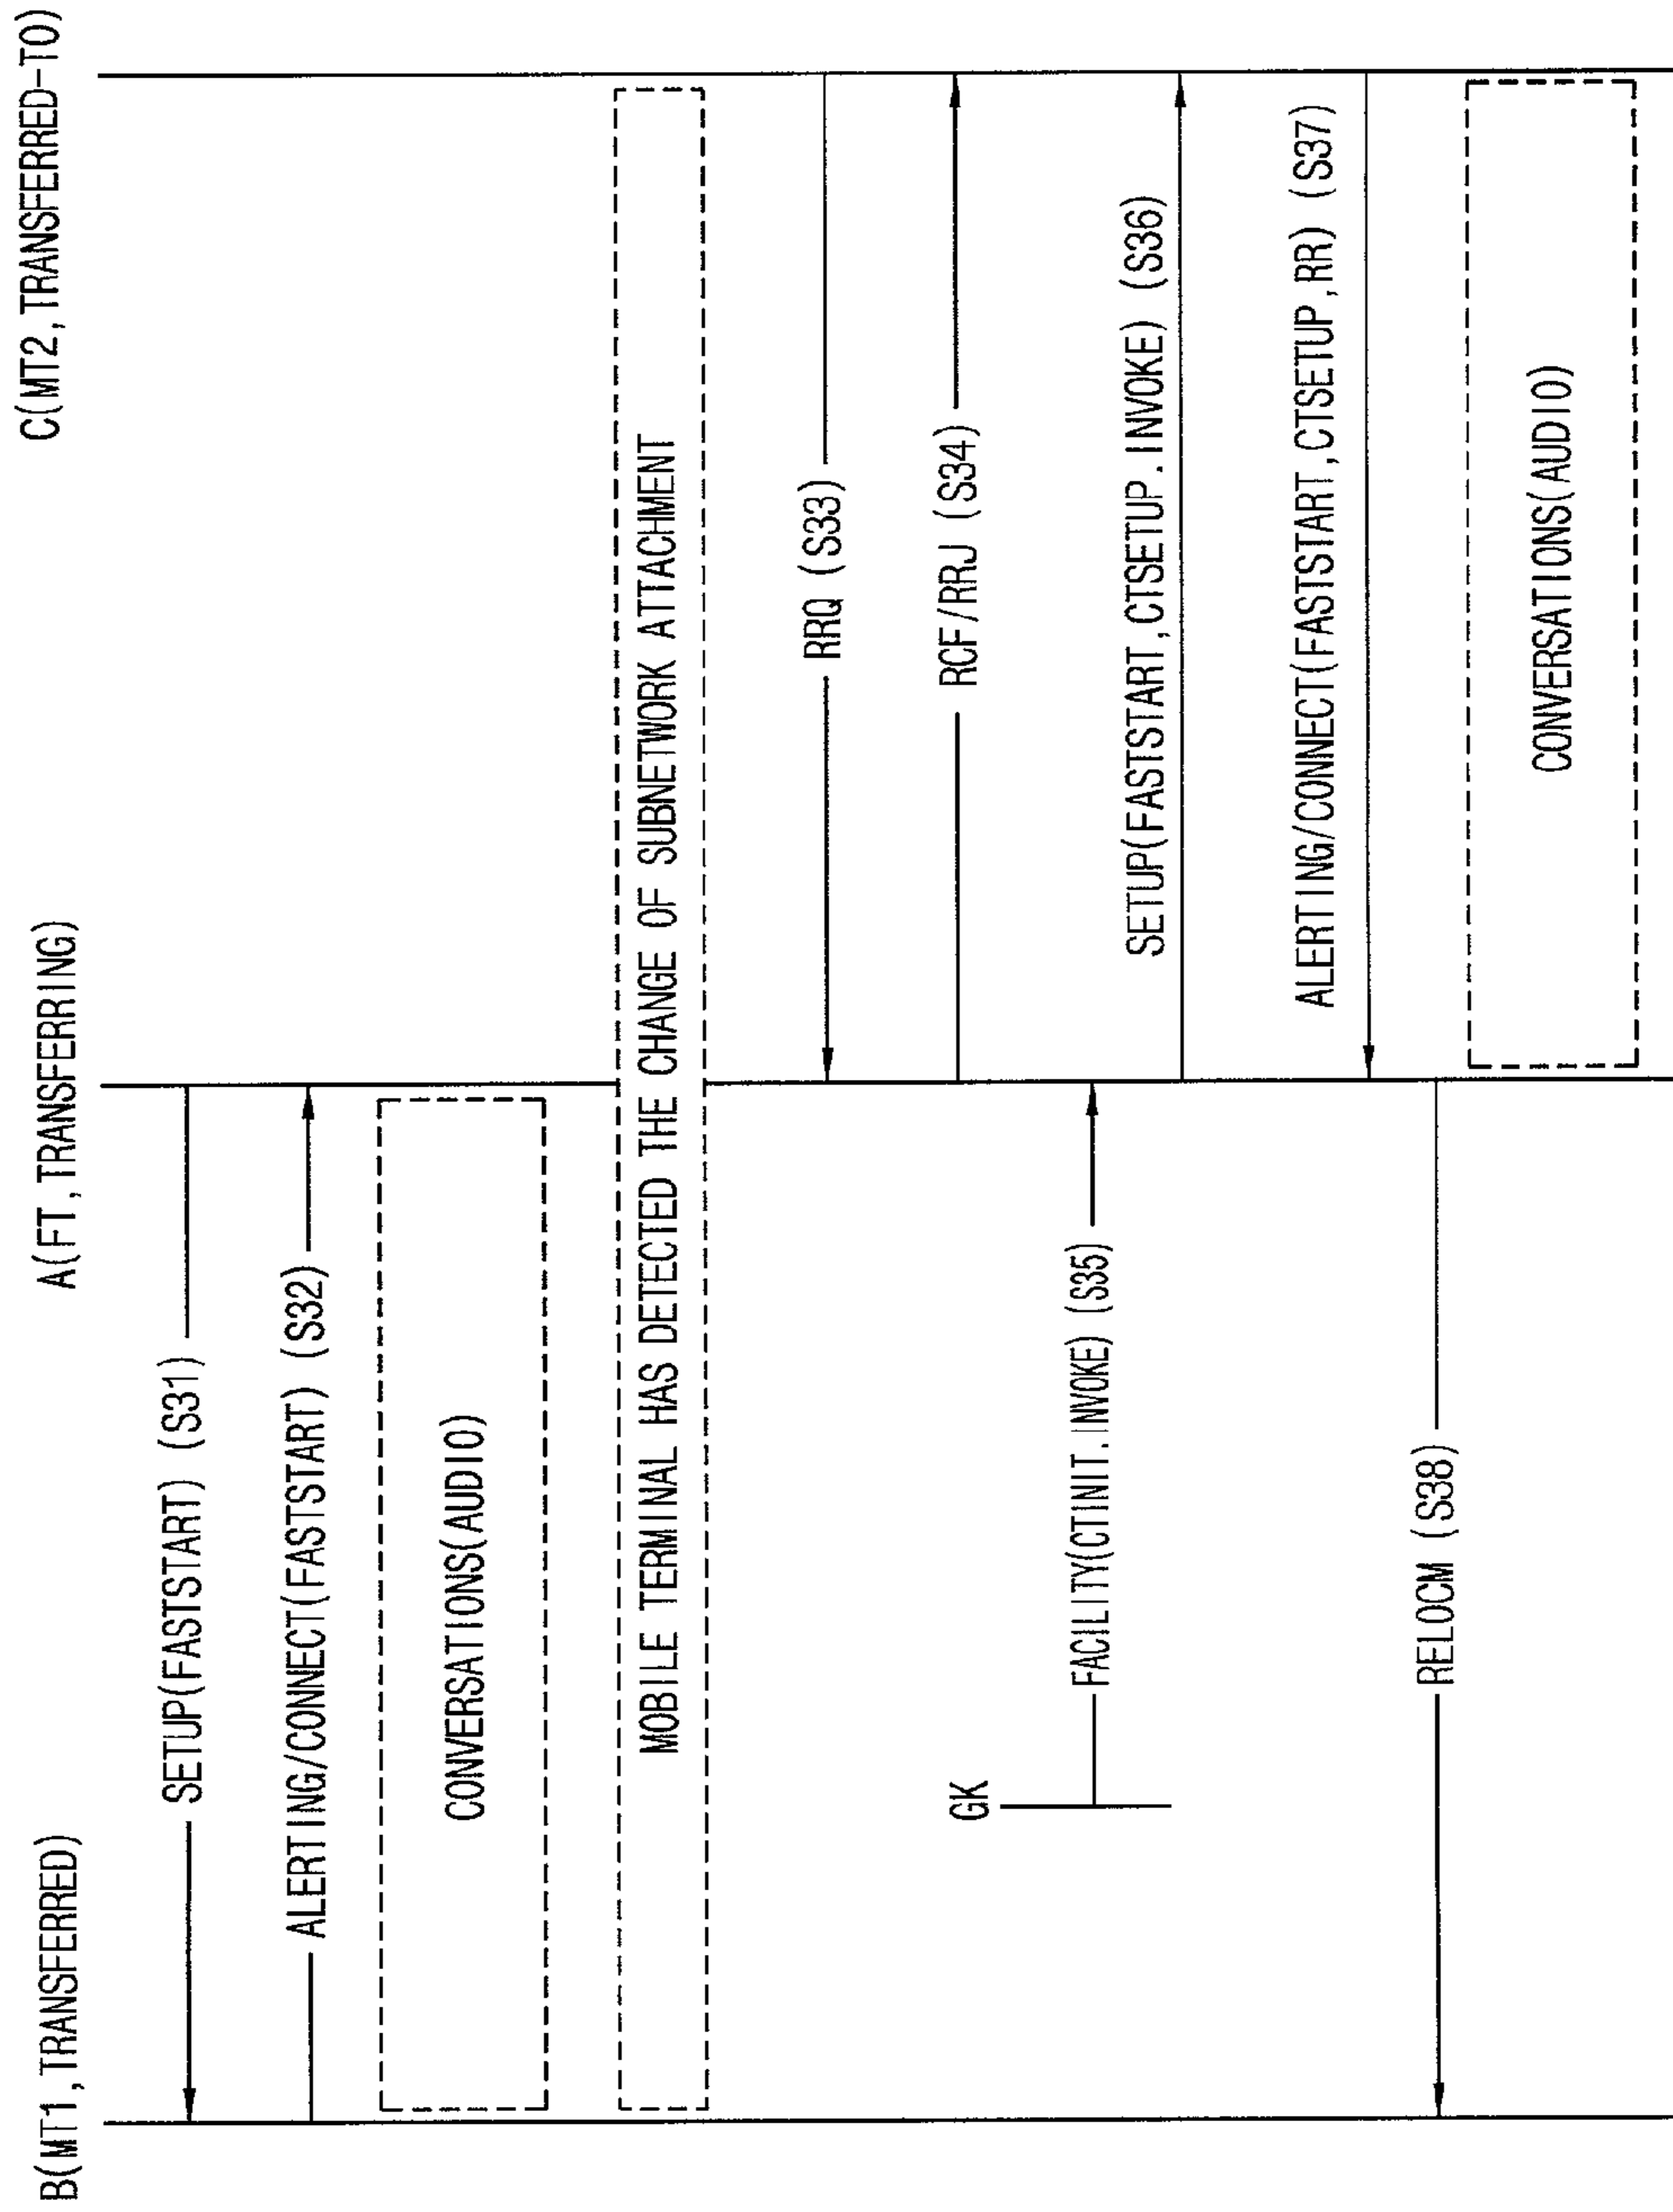 B(MT1,TRANSFERRED)
A(FT,TRANSFERRING)
C(MT2,TRANSFERRED-TO)
SETUP(FASTSTART) (S31)
ALERTING/CONNECT(FASTSTART) (S32)
CONVERSATIONS(AUDIO)
MOBILE TERMINAL HAS DETECTED THE CHANGE OF SUBNETWORK ATTACHMENT
RRQ (S33)
RCF/RRJ (S34)
GK
FACILITY(CTINIT.INVOKE) (S35)
SETUP(FASTSTART,CTSETUP.INVOKE) (S36)
ALERTING/CONNECT(FASTSTART,CTSETUP,RR) (S37)
RELOCM (S38)
CONVERSATIONS(AUDIO)